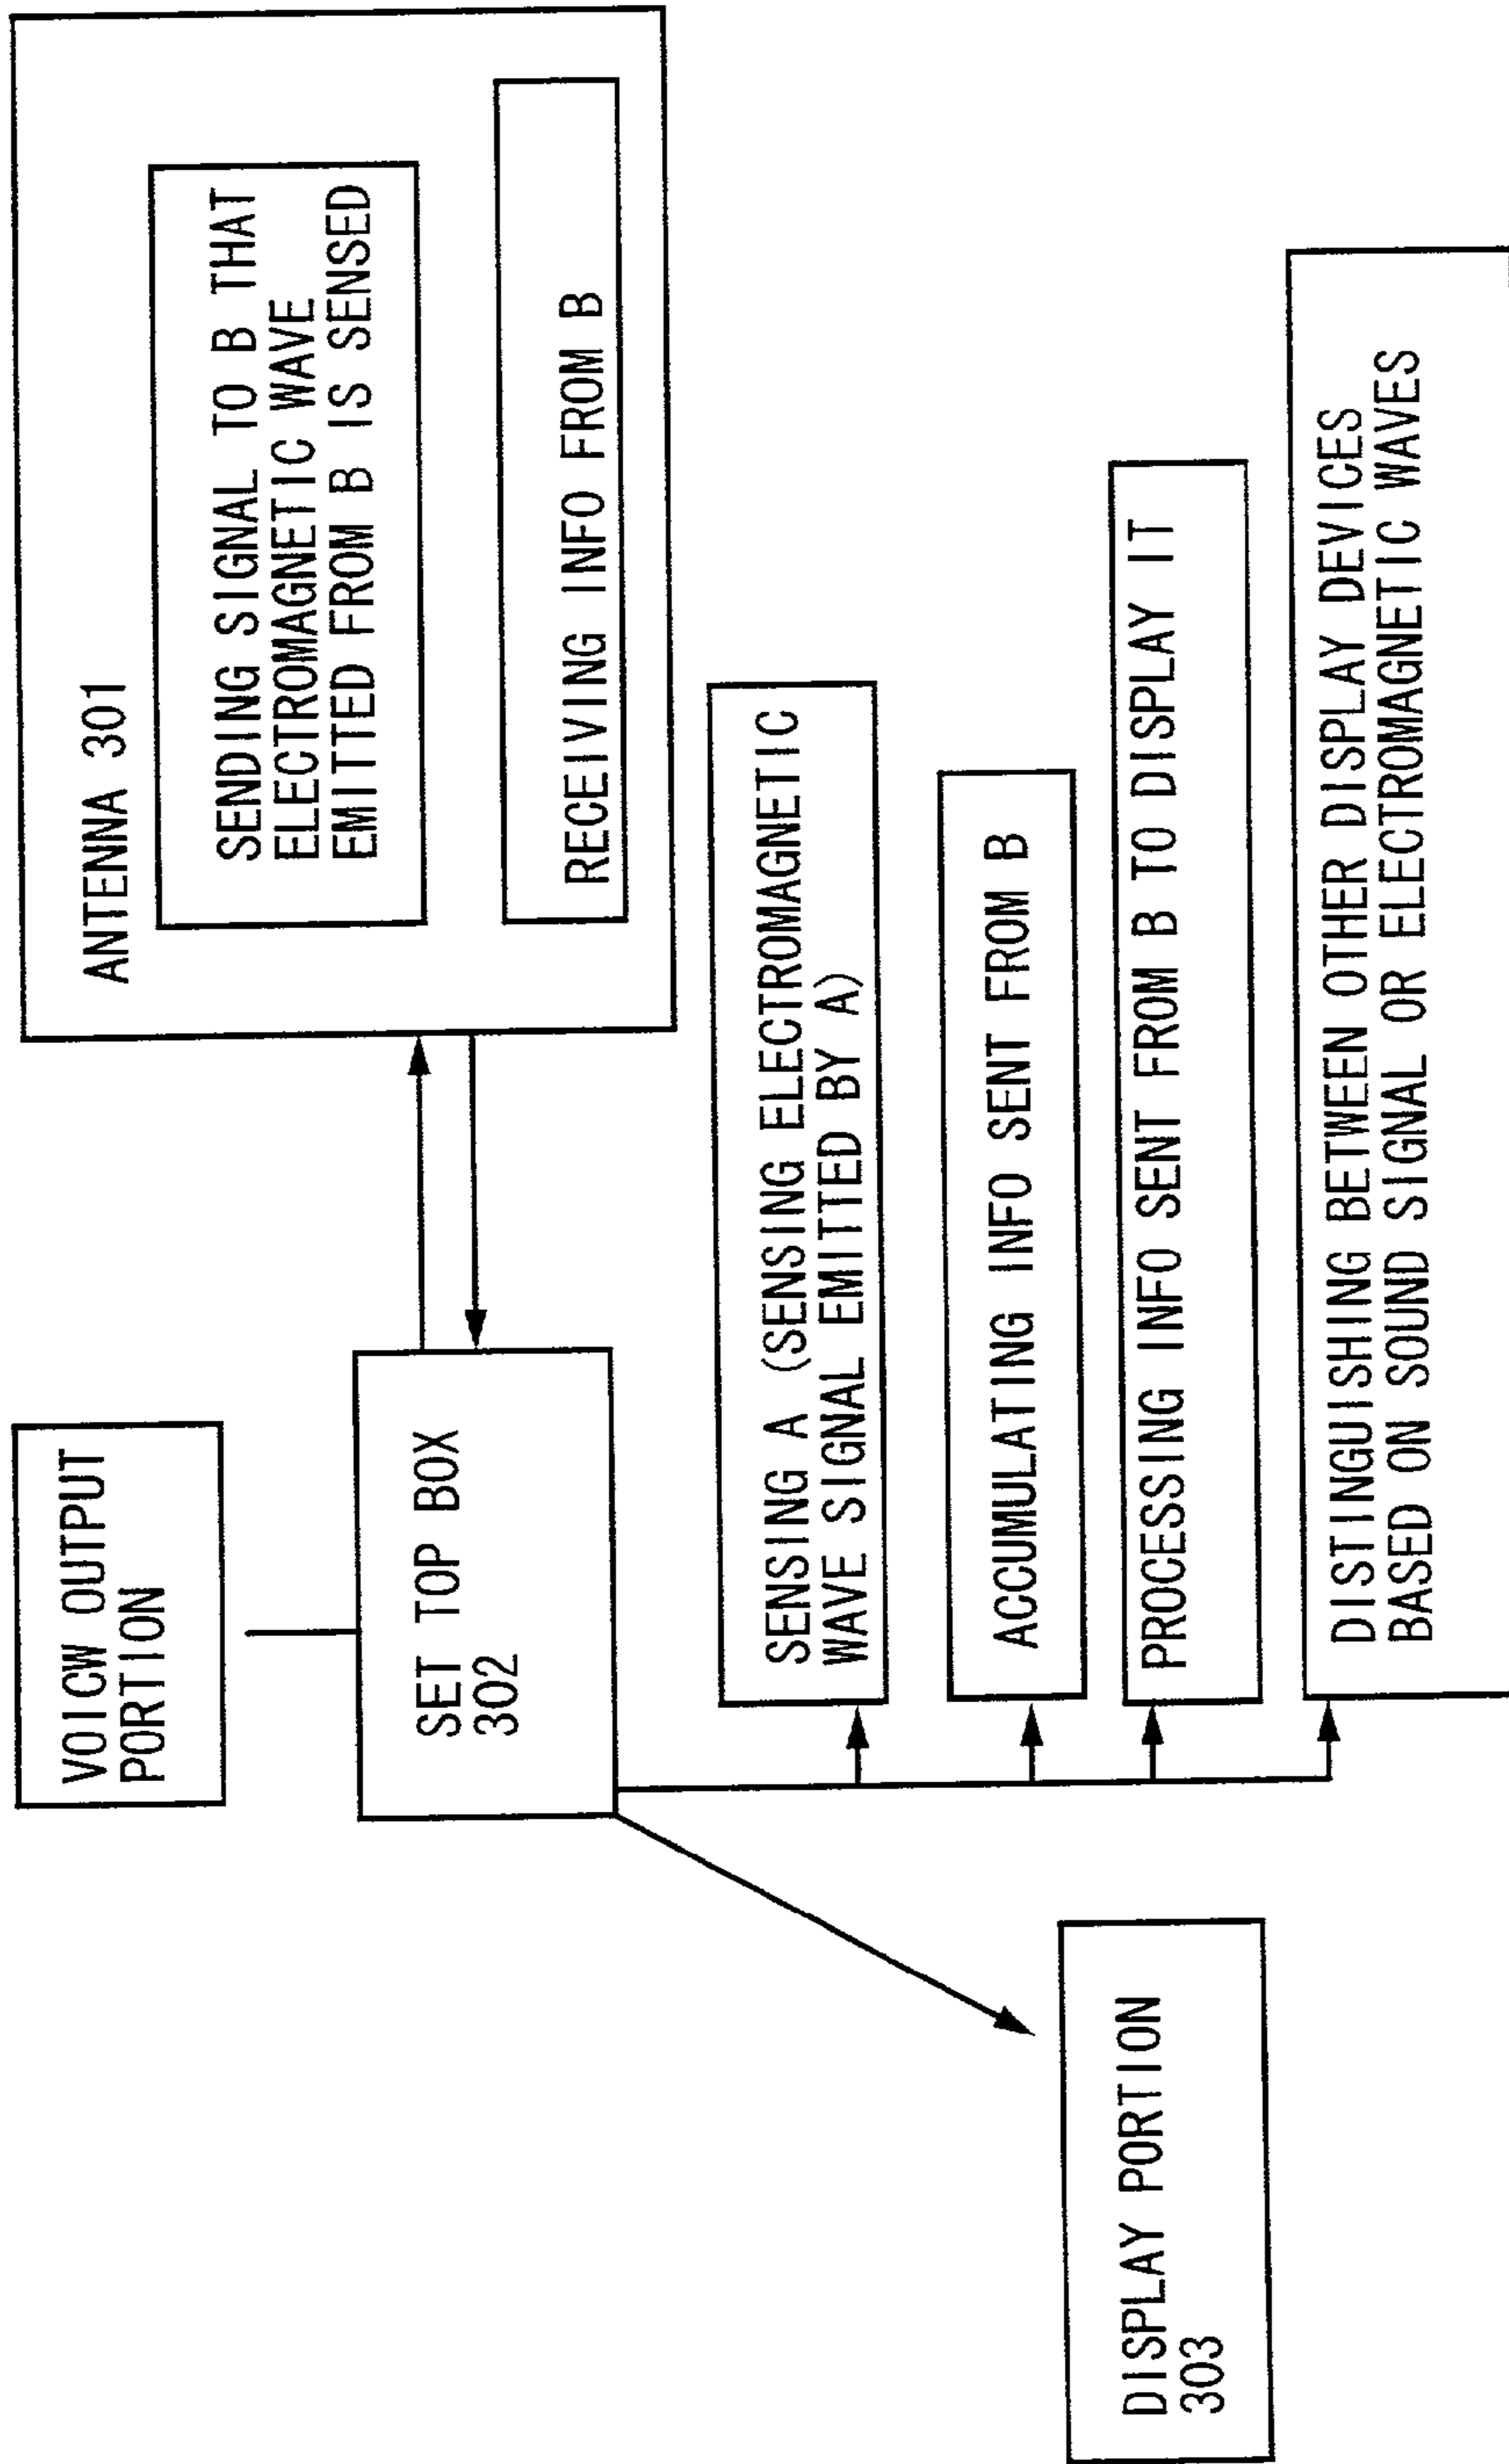 VOICW OUTPUT
PORTION
SET TOP BOX
302
DISPLAY PORTION
303
ANTENNA 301
SENDING SIGNAL TO B THAT
ELECTROMAGNETIC WAVE
EMITTED FROM B IS SENSED
RECEIVING INFO FROM B
SENSING A (SENSING ELECTROMAGNETIC
WAVE SIGNAL EMITTED BY A)
ACCUMULATING INFO SENT FROM B
PROCESSING INFO SENT FROM B TO DISPLAY IT
DISTINGUISHING BETWEEN OTHER DISPLAY DEVICES
BASED ON SOUND SIGNAL OR ELECTROMAGNETIC WAVES